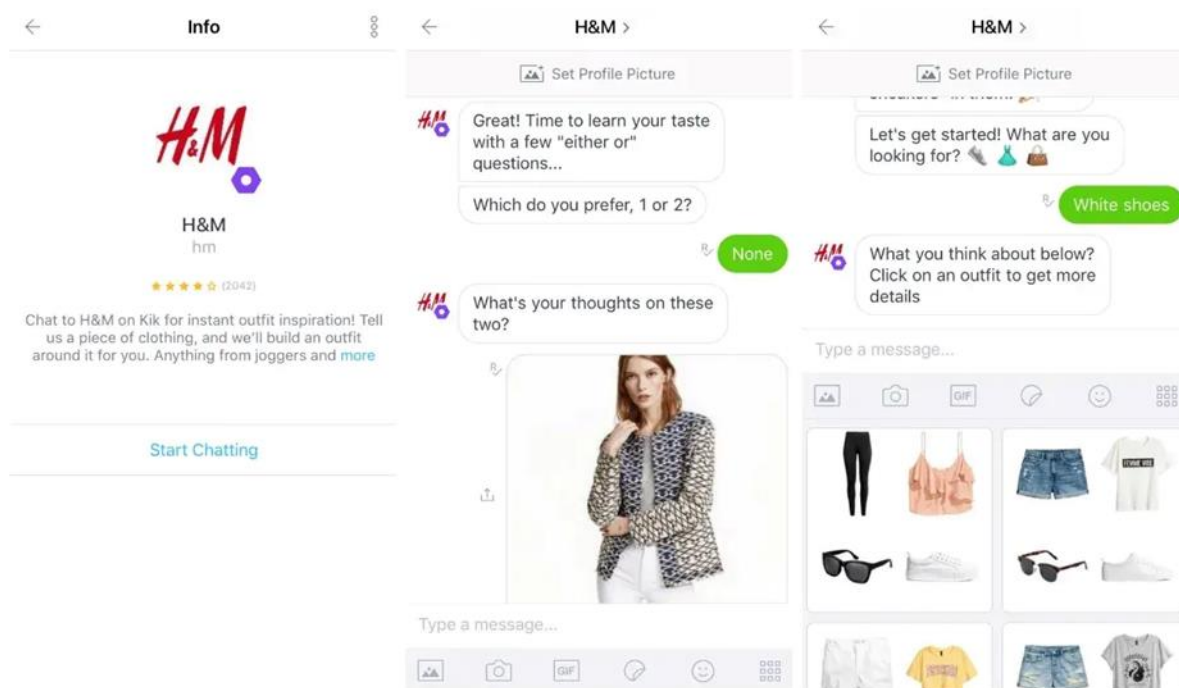 Info
H&M
H&M
hm
(2042)
Chat to H&M on Kik for instant outfit inspiration! Tell
us a piece of clothing, and we'll build an outfit
around it for you. Anything from joggers and more
Start Chatting
H&M >
Set Profile Picture
H&M
Great! Time to learn your taste
with a few "either or"
questions...
Which do you prefer, 1 or 2?
R
None
H&M
What's your thoughts on these
two?
R
Type a message...
GIF
H&M >
Set Profile Picture
Let's get started! What are you
looking for?
R
White shoes
H&M
What you think about below?
Click on an outfit to get more
details
Type a message...
GIF